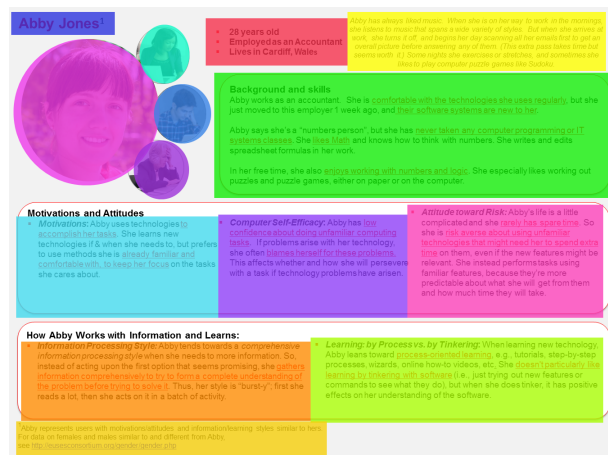 Abby Jones¹
• 28 years old
• Employed as an Accountant
• Lives in Cardiff, Wales
Abby has always liked music. When she is on her way to work in the mornings,
she listens to music that spans a wide variety of styles. But when she arrives at
work, she turns it off, and begins her day scanning all her emails first to get an
overall picture before answering any of them. (This extra pass takes time but
seems worth it.) Some nights she exercises or stretches, and sometimes she
likes to play computer puzzle games like Sudoku
Background and skills
Abby works as an accountant. She is comfortable with the technologies she uses regularly, but she
just moved to this employer 1 week ago, and their software systems are new to her.
Abby says she's a "numbers person", but she has never taken any computer programming or IT
systems classes. She likes Math and knows how to think with numbers. She writes and edits
spreadsheet formulas in her work.
In her free time, she also enjoys working with numbers and logic. She especially likes working out
puzzles and puzzle games, either on paper or on the computer.
Motivations and Attitudes
• Motivations: Abby uses technologies to
accomplish her tasks. She learns new
technologies if & when she needs to, but prefers
to use methods she is already familiar and
comfortable with, to keep her focus on the tasks
she cares about.
• Computer Self-Efficacy: Abby has low
confidence about doing unfamiliar computing
tasks. If problems arise with her technology,
she often blames herself for these problems.
This affects whether and how she will persevere
with a task if technology problems have arisen.
• Attitude toward Risk: Abby's life is a little
complicated and she rarely has spare time. So
she is risk averse about using unfamiliar
technologies that might need her to spend extra
time on them, even if the new features might be
relevant. She instead performs tasks using
familiar features, because they're more
predictable about what she will get from them
and how much time they will take.
How Abby Works with Information and Learns:
• Information Processing Style: Abby tends towards a comprehensive
information processing style when she needs to more information. So,
instead of acting upon the first option that seems promising, she gathers
information comprehensively to try to form a complete understanding of
the problem before trying to solve it. Thus, her style is "burst-y"; first she
reads a lot, then she acts on it in a batch of activity.
• Learning: by Process vs. by Tinkering: When learning new technology,
Abby leans toward process-oriented learning, e.g., tutorials, step-by-step
processes, wizards, online how-to videos, etc. She doesn't particularly like
learning by tinkering with software (i.e., just trying out new features or
commands to see what they do), but when she does tinker, it has positive
effects on her understanding of the software.
¹Abby represents users with motivations/attitudes and information/learning styles similar to hers.
For data on females and males similar to and different from Abby,
see http://eusesconsortium.org/gender/gender.php